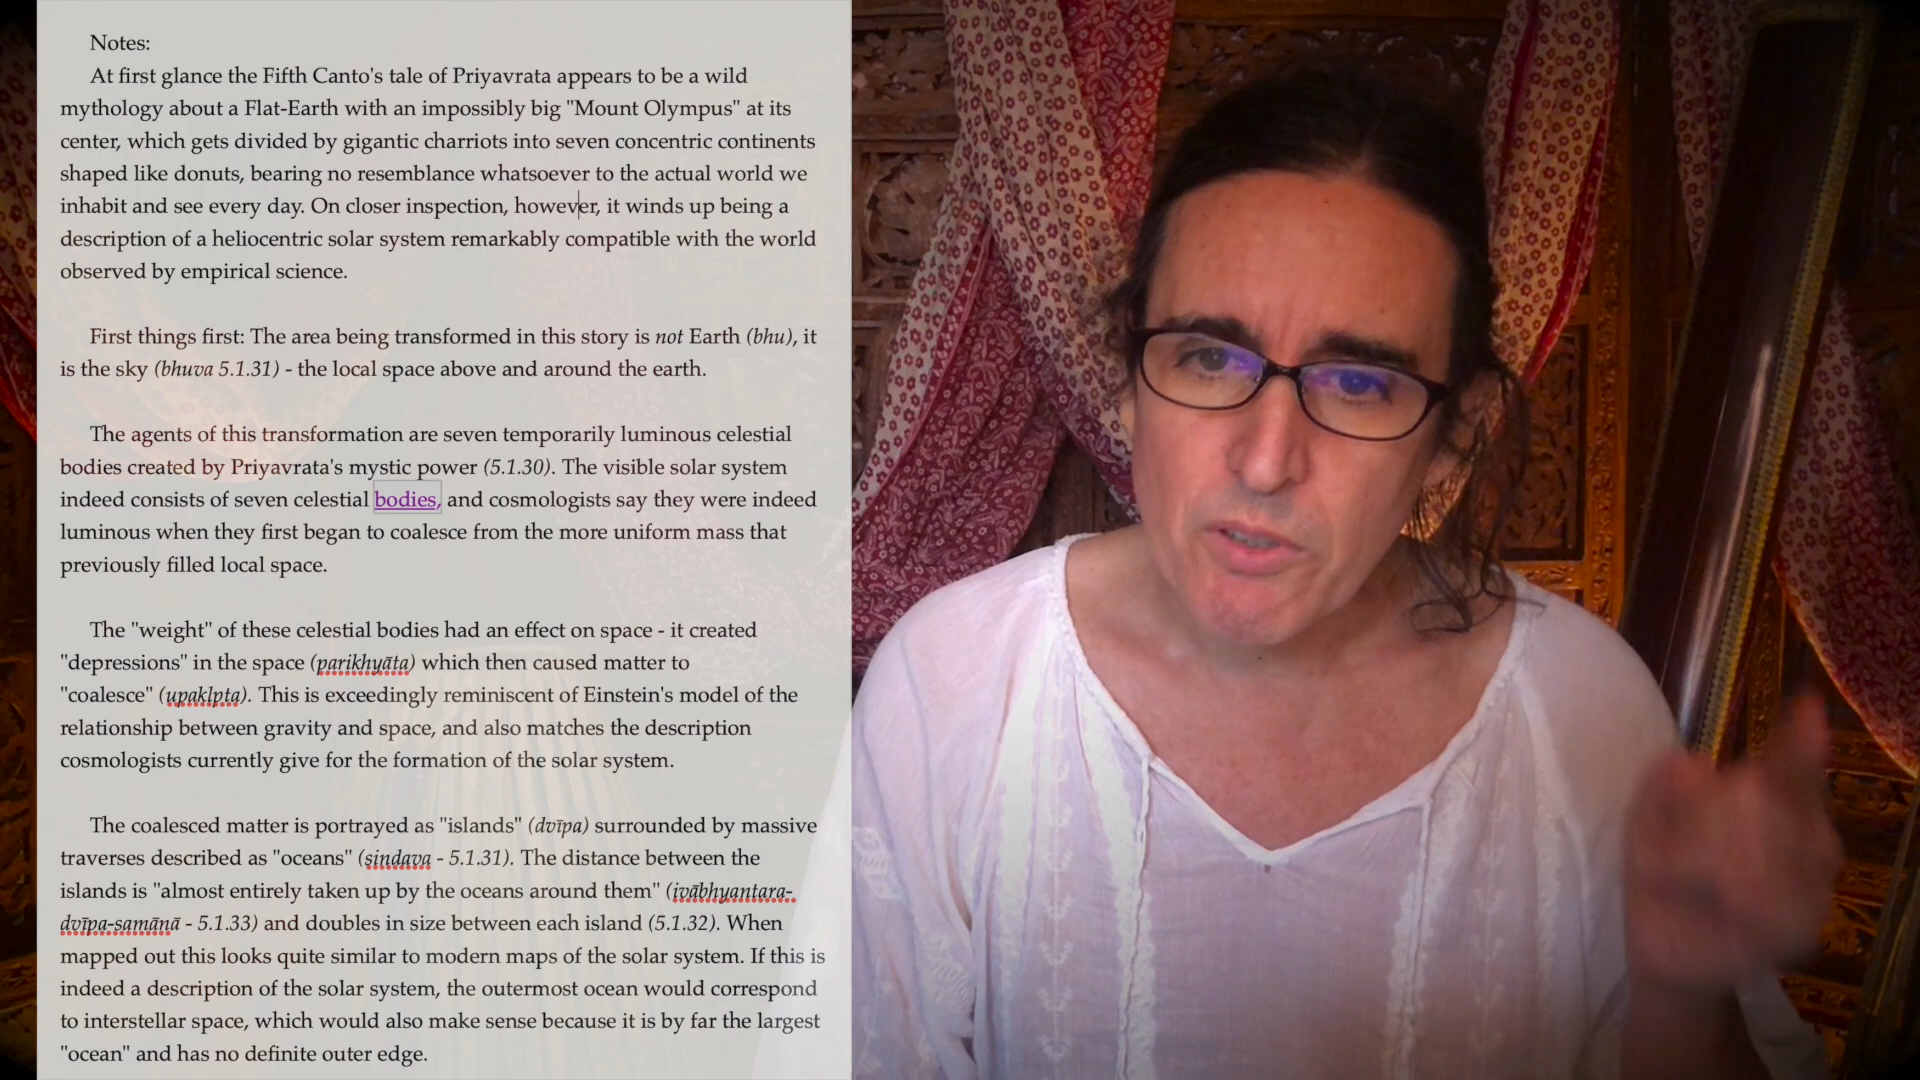 Notes:
At first glance the Fifth Canto's tale of Priyavrata appears to be a wild
mythology about a Flat-Earth with an impossibly big "Mount Olympus" at its
center, which gets divided by gigantic charriots into seven concentric continents
shaped like donuts, bearing no resemblance whatsoever to the actual world we
inhabit and see every day. On closer inspection, however, it winds up being a
description of a heliocentric solar system remarkably compatible with the world
observed by empirical science.
First things first: The area being transformed in this story is not Earth (bhu), it
is the sky (bhuva 5.1.31) - the local space above and around the earth.
The agents of this transformation are seven temporarily luminous celestial
bodies created by Priyavrata's mystic power (5.1.30). The visible solar system
indeed consists of seven celestial bodies, and cosmologists say they were indeed
luminous when they first began to coalesce from the more uniform mass that
previously filled local space.
The "weight" of these celestial bodies had an effect on space - it created
"depressions" in the space (parikhyāta) which then caused matter to
"coalesce" (upakḷpta). This is exceedingly reminiscent of Einstein's model of the
relationship between gravity and space, and also matches the description
cosmologists currently give for the formation of the solar system.
The coalesced matter is portrayed as "islands" (dvīpa) surrounded by massive
traverses described as "oceans" (sindava - 5.1.31). The distance between the
islands is "almost entirely taken up by the oceans around them" (ivābhyantara-
dvīpa-samānā - 5.1.33) and doubles in size between each island (5.1.32). When
mapped out this looks quite similar to modern maps of the solar system. If this is
indeed a description of the solar system, the outermost ocean would correspond
to interstellar space, which would also make sense because it is by far the largest
"ocean" and has no definite outer edge.